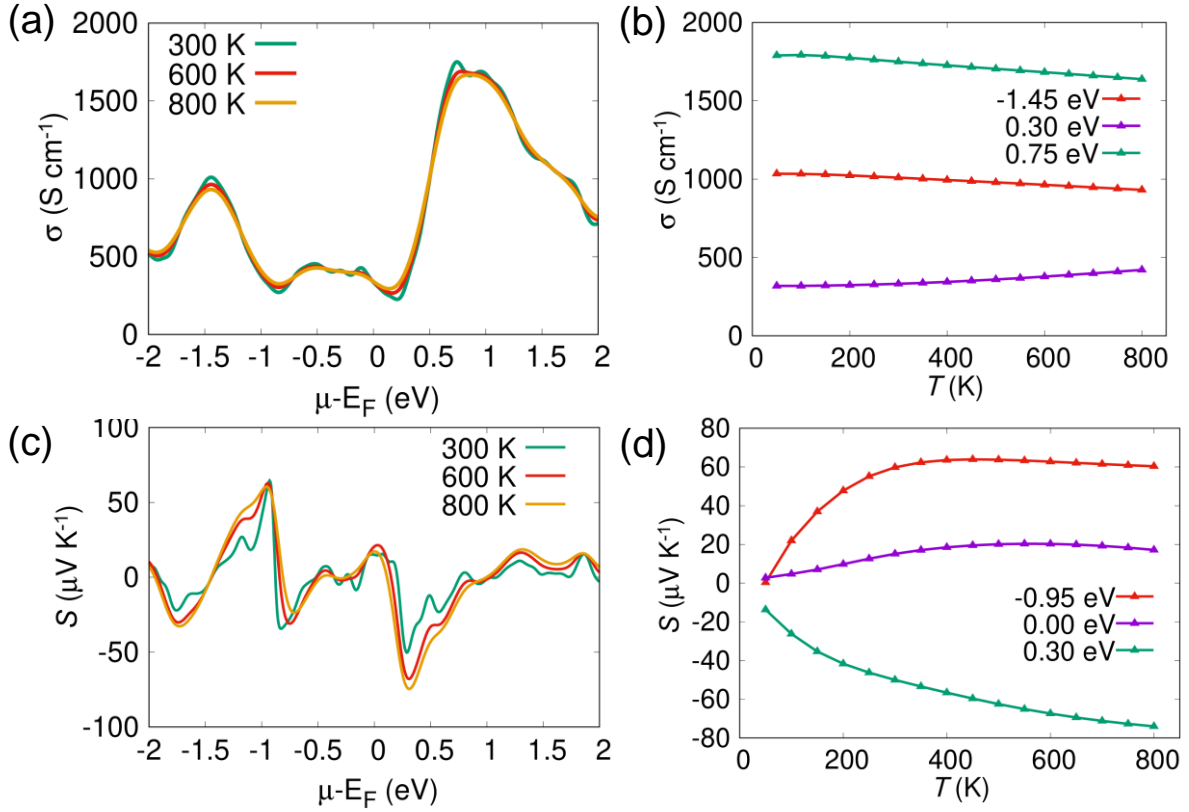 (a)
2000
1500
1000
500
0
σ (S cm⁻¹)
300 K
600 K
800 K
-2 -1.5 -1 -0.5 0 0.5 1 1.5 2
μ-E_F (eV)
(b)
2000
1500
1000
500
0
σ (S cm⁻¹)
-1.45 eV
0.30 eV
0.75 eV
0 200 400 600 800
T (K)
(c)
100
50
0
-50
-100
S (μV K⁻¹)
300 K
600 K
800 K
-2 -1.5 -1 -0.5 0 0.5 1 1.5 2
μ-E_F (eV)
(d)
80
60
40
20
0
-20
-40
-60
-80
S (μV K⁻¹)
-0.95 eV
0.00 eV
0.30 eV
0 200 400 600 800
T (K)